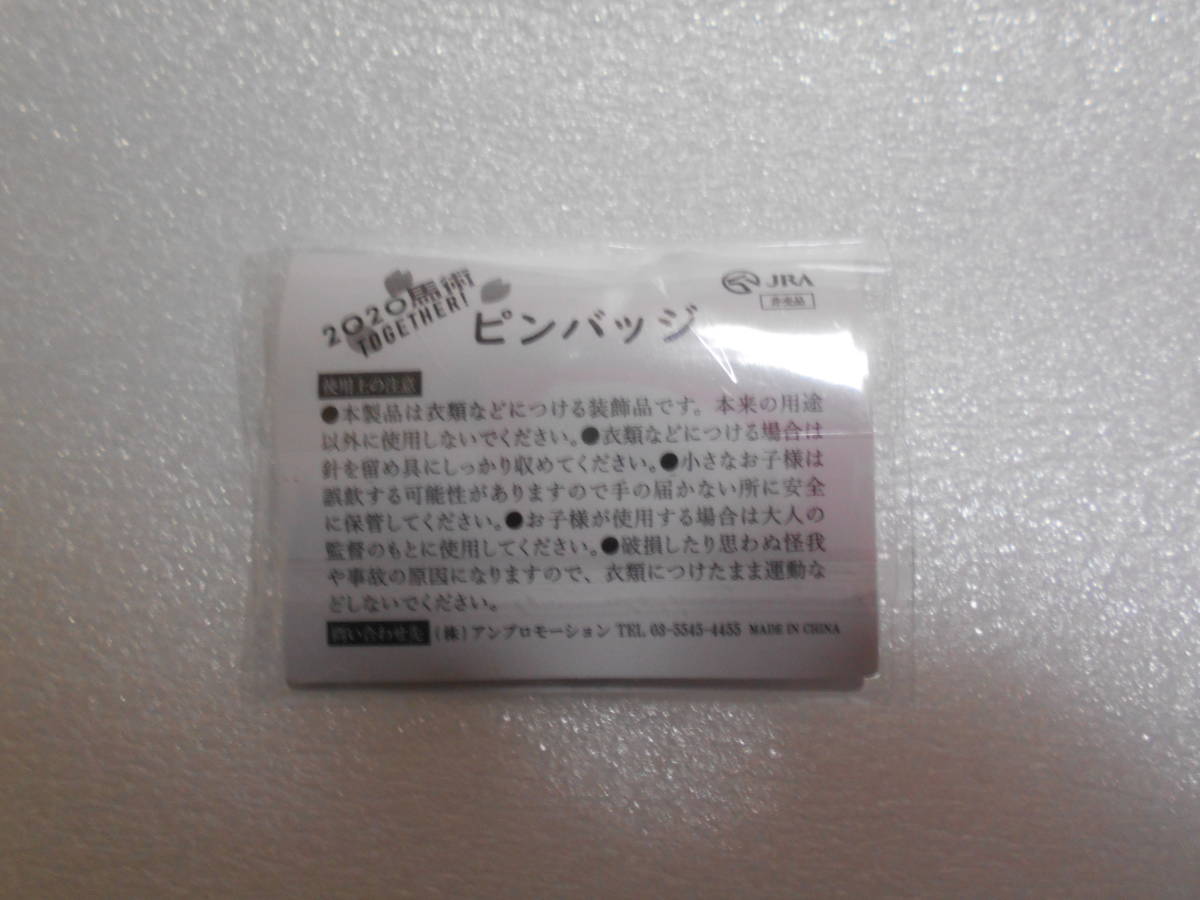 2020馬術
TOGETHER!
ピンバッジ
JRA
非売品
使用上の注意
●本製品は衣類などにつける装飾品です。本来の用途
以外に使用しないでください。●衣類などにつける場合は
針を留め具にしっかり収めてください。●小さなお子様は
誤飲する可能性がありますので手の届かない所に安全
に保管してください。●お子様が使用する場合は大人の
監督のもとに使用してください。●破損したり思わぬ怪我
や事故の原因になりますので、衣類につけたまま運動な
どしないでください。
問い合わせ先 (株)アンプロモーション TEL 03-5545-4455 MADE IN CHINA